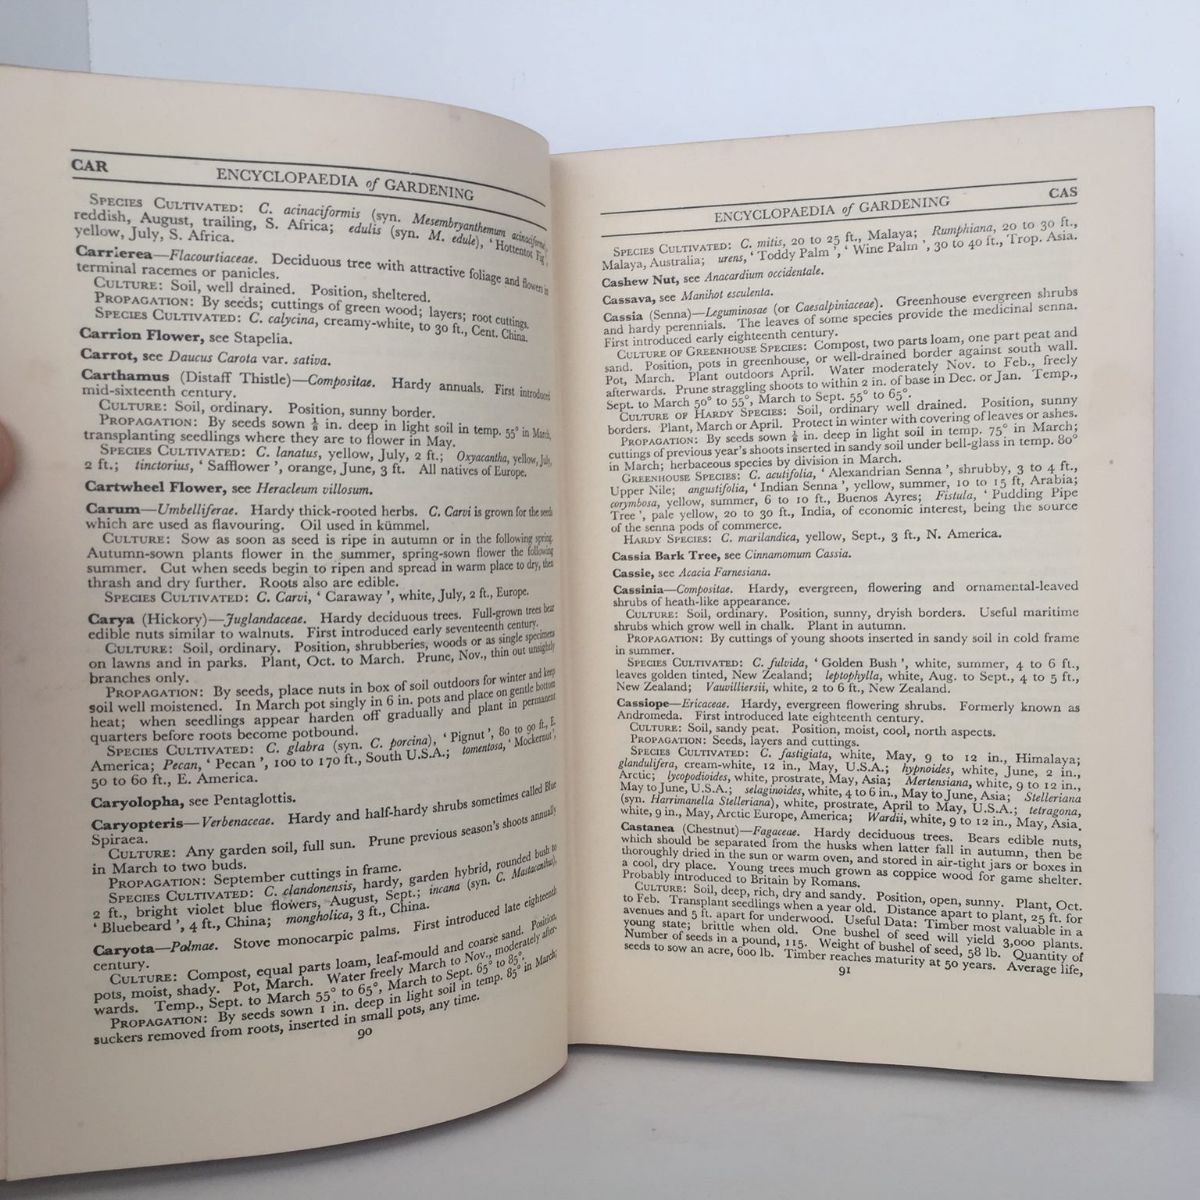 CAR ENCYCLOPAEDIA of GARDENING
SPECIES CULTIVATED: C. acinaciformis (syn. Mesembryanthemum acinaciforme),
reddish, August, trailing, S. Africa; edulis (syn. M. edule), ‘Hottentot Fig’,
yellow, July, S. Africa.
Carrierea—Flacourtiaceae. Deciduous tree with attractive foliage and flowers in
terminal racemes or panicles.
CULTURE: Soil, well drained. Position, sheltered.
PROPAGATION: By seeds; cuttings of green wood; layers; root cuttings.
SPECIES CULTIVATED: C. calycina, creamy-white, to 30 ft., Cent. China.
Carrion Flower, see Stapelia.
Carrot, see Daucus Carota var. sativa.
Carthamus (Distaff Thistle)—Compositae. Hardy annuals. First introduced
mid-sixteenth century.
CULTURE: Soil, ordinary. Position, sunny border.
PROPAGATION: By seeds sown ⅛ in. deep in light soil in temp. 55° in March,
transplanting seedlings where they are to flower in May.
SPECIES CULTIVATED: C. lanatus, yellow, July, 2 ft.; Oxyacantha, yellow, July,
2 ft.; tinctorius, ‘Safflower’, orange, June, 3 ft. All natives of Europe.
Cartwheel Flower, see Heracleum villosum.
Carum—Umbelliferae. Hardy thick-rooted herbs. C. Carvi is grown for the seeds
which are used as flavouring. Oil used in kümmel.
CULTURE: Sow as soon as seed is ripe in autumn or in the following spring.
Autumn-sown plants flower in the summer, spring-sown flower the following
summer. Cut when seeds begin to ripen and spread in warm place to dry, then
thrash and dry further. Roots also are edible.
SPECIES CULTIVATED: C. Carvi, ‘Caraway’, white, July, 2 ft., Europe.
Carya (Hickory)—Juglandaceae. Hardy deciduous trees. Full-grown trees bear
edible nuts similar to walnuts. First introduced early seventeenth century.
CULTURE: Soil, ordinary. Position, shrubberies, woods or as single specimens
on lawns and in parks. Plant, Oct. to March. Prune, Nov., thin out unsightly
branches only.
PROPAGATION: By seeds, place nuts in box of soil outdoors for winter and keep
soil well moistened. In March pot singly in 6 in. pots and place on gentle bottom
heat; when seedlings appear harden off gradually and plant in permanent
quarters before roots become potbound.
SPECIES CULTIVATED: C. glabra (syn. C. porcina), ‘Pignut’, 80 to 90 ft., E.
America; Pecan, ‘Pecan’, 100 to 170 ft., South U.S.A.; tomentosa, ‘Mockernut’,
50 to 60 ft., E. America.
Caryolopha, see Pentaglottis.
Caryopteris—Verbenaceae. Hardy and half-hardy shrubs sometimes called Blue
Spiraea.
CULTURE: Any garden soil, full sun. Prune previous season's shoots annually
in March to two buds.
PROPAGATION: September cuttings in frame.
SPECIES CULTIVATED: C. clandonensis, hardy, garden hybrid, rounded bush to
2 ft., bright violet blue flowers, August, Sept.; incana (syn. C. Mastacanthus),
‘Bluebeard’, 4 ft., China; mongholica, 3 ft., China.
Caryota—Palmae. Stove monocarpic palms. First introduced late eighteenth
century.
CULTURE: Compost, equal parts loam, leaf-mould and coarse sand. Position,
pots, moist, shady. Pot, March. Water freely March to Nov., moderately after-
wards. Temp., Sept. to March 55° to 65°, March to Sept. 65° to 85°.
PROPAGATION: By seeds sown 1 in. deep in light soil in temp. 85° in March;
suckers removed from roots, inserted in small pots, any time.
90
ENCYCLOPAEDIA of GARDENING CAS
SPECIES CULTIVATED: C. mitis, 20 to 25 ft., Malaya; Rumphiana, 20 to 30 ft.,
Malaya, Australia; urens, ‘Toddy Palm’, ‘Wine Palm’, 30 to 40 ft., Trop. Asia.
Cashew Nut, see Anacardium occidentale.
Cassava, see Manihot esculenta.
Cassia (Senna)—Leguminosae (or Caesalpiniaceae). Greenhouse evergreen shrubs
and hardy perennials. The leaves of some species provide the medicinal senna.
First introduced early eighteenth century.
CULTURE OF GREENHOUSE SPECIES: Compost, two parts loam, one part peat and
sand. Position, pots in greenhouse, or well-drained border against south wall.
Pot, March. Plant outdoors April. Water moderately Nov. to Feb., freely
afterwards. Prune straggling shoots to within 2 in. of base in Dec. or Jan. Temp.,
Sept. to March 50° to 55°, March to Sept. 55° to 65°.
CULTURE OF HARDY SPECIES: Soil, ordinary well drained. Position, sunny
borders. Plant, March or April. Protect in winter with covering of leaves or ashes.
PROPAGATION: By seeds sown ⅛ in. deep in light soil in temp. 75° in March;
cuttings of previous year's shoots inserted in sandy soil under bell-glass in temp. 80°
in March; herbaceous species by division in March.
GREENHOUSE SPECIES: C. acutifolia, ‘Alexandrian Senna’, shrubby, 3 to 4 ft.,
Upper Nile; angustifolia, ‘Indian Senna’, yellow, summer, 10 to 15 ft, Arabia;
corymbosa, yellow, summer, 6 to 10 ft., Buenos Ayres; Fistula, ‘Pudding Pipe
Tree’, pale yellow, 20 to 30 ft., India, of economic interest, being the source
of the senna pods of commerce.
HARDY SPECIES: C. marilandica, yellow, Sept., 3 ft., N. America.
Cassia Bark Tree, see Cinnamomum Cassia.
Cassie, see Acacia Farnesiana.
Cassinia—Compositae. Hardy, evergreen, flowering and ornamental-leaved
shrubs of heath-like appearance.
CULTURE: Soil, ordinary. Position, sunny, dryish borders. Useful maritime
shrubs which grow well in chalk. Plant in autumn.
PROPAGATION: By cuttings of young shoots inserted in sandy soil in cold frame
in summer.
SPECIES CULTIVATED: C. fulvida, ‘Golden Bush’, white, summer, 4 to 6 ft.,
leaves golden tinted, New Zealand; leptophylla, white, Aug. to Sept., 4 to 5 ft.,
New Zealand; Vauvilliersii, white, 2 to 6 ft., New Zealand.
Cassiope—Ericaceae. Hardy, evergreen flowering shrubs. Formerly known as
Andromeda. First introduced late eighteenth century.
CULTURE: Soil, sandy peat. Position, moist, cool, north aspects.
PROPAGATION: Seeds, layers and cuttings.
SPECIES CULTIVATED: C. fastigiata, white, May, 9 to 12 in., Himalaya;
glandulifera, cream-white, 12 in., May, U.S.A.; hypnoides, white, June, 2 in.,
Arctic; lycopodioides, white, prostrate, May, Asia; Mertensiana, white, 9 to 12 in.,
May to June, U.S.A.; selaginoides, white, 4 to 6 in., May to June, Asia; Stelleriana
(syn. Harrimanella Stelleriana), white, prostrate, April to May, U.S.A.; tetragona,
white, 9 in., May, Arctic Europe, America; Wardii, white, 9 to 12 in., May, Asia.
Castanea (Chestnut)—Fagaceae. Hardy deciduous trees. Bears edible nuts,
which should be separated from the husks when latter fall in autumn, then be
thoroughly dried in the sun or warm oven, and stored in air-tight jars or boxes in
a cool, dry place. Young trees much grown as coppice wood for game shelter.
Probably introduced to Britain by Romans.
CULTURE: Soil, deep, rich, dry and sandy. Position, open, sunny. Plant, Oct.
to Feb. Transplant seedlings when a year old. Distance apart to plant, 25 ft. for
avenues and 5 ft. apart for underwood. Useful Data: Timber most valuable in a
young state; brittle when old. One bushel of seed will yield 3,000 plants.
Number of seeds in a pound, 115. Weight of bushel of seed, 58 lb. Quantity of
seeds to sow an acre, 600 lb. Timber reaches maturity at 50 years. Average life,
91